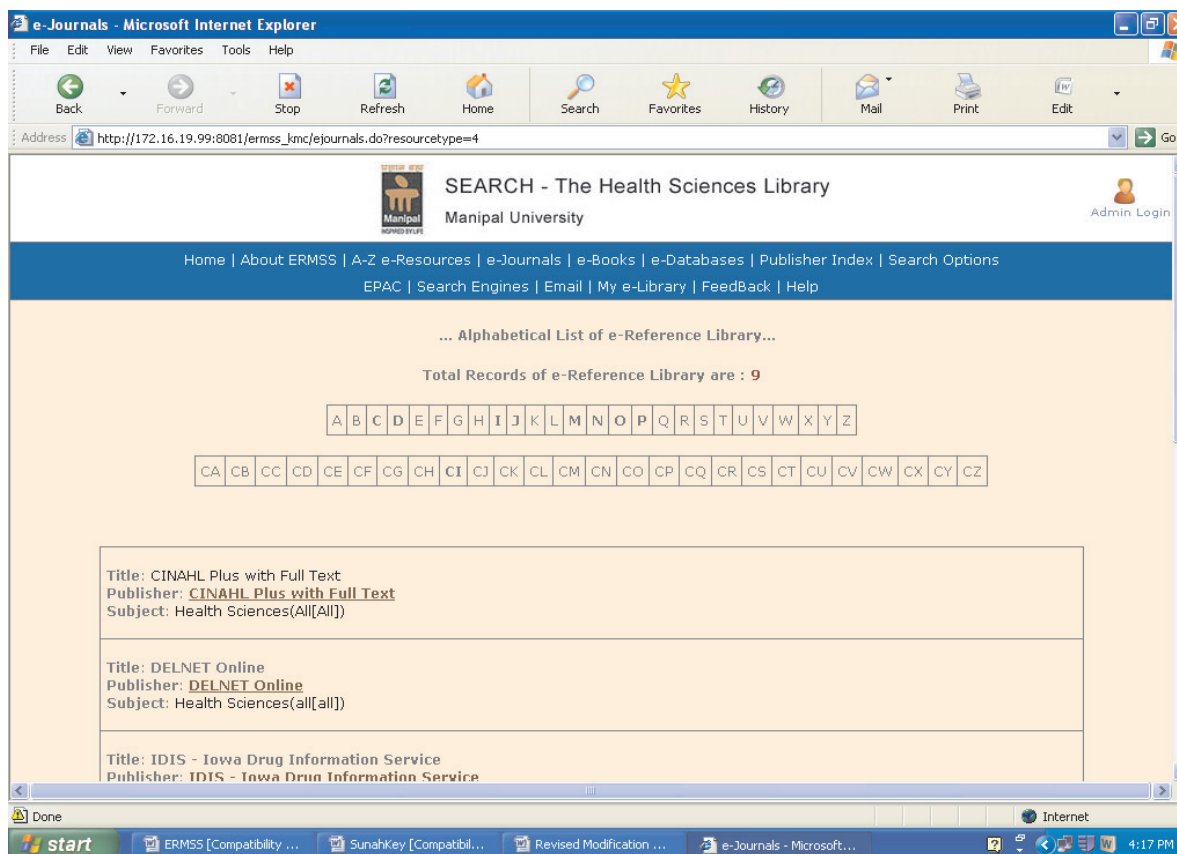 e-Journals - Microsoft Internet Explorer
File Edit View Favorites Tools Help
Back Forward Stop Refresh Home Search Favorites History Mail Print Edit
Address http://172.16.19.99:8081/ermss_kmc/ejournals.do?resourcetype=4 Go
SEARCH - The Health Sciences Library
Manipal
INSPIRED BY LIFE
Manipal University
Admin Login
Home | About ERMSS | A-Z e-Resources | e-Journals | e-Books | e-Databases | Publisher Index | Search Options
EPAC | Search Engines | Email | My e-Library | FeedBack | Help
... Alphabetical List of e-Reference Library...
Total Records of e-Reference Library are : 9
A B C D E F G H I J K L M N O P Q R S T U V W X Y Z
CA CB CC CD CE CF CG CH CI CJ CK CL CM CN CO CP CQ CR CS CT CU CV CW CX CY CZ
Title: CINAHL Plus with Full Text
Publisher: CINAHL Plus with Full Text
Subject: Health Sciences(All[All])
Title: DELNET Online
Publisher: DELNET Online
Subject: Health Sciences(all[all])
Title: IDIS - Iowa Drug Information Service
Publisher: IDIS - Iowa Drug Information Service
Done Internet
start ERMSS [Compatibility ... SunahKey [Compatibil... Revised Modification ... e-Journals - Microsoft... 4:17 PM